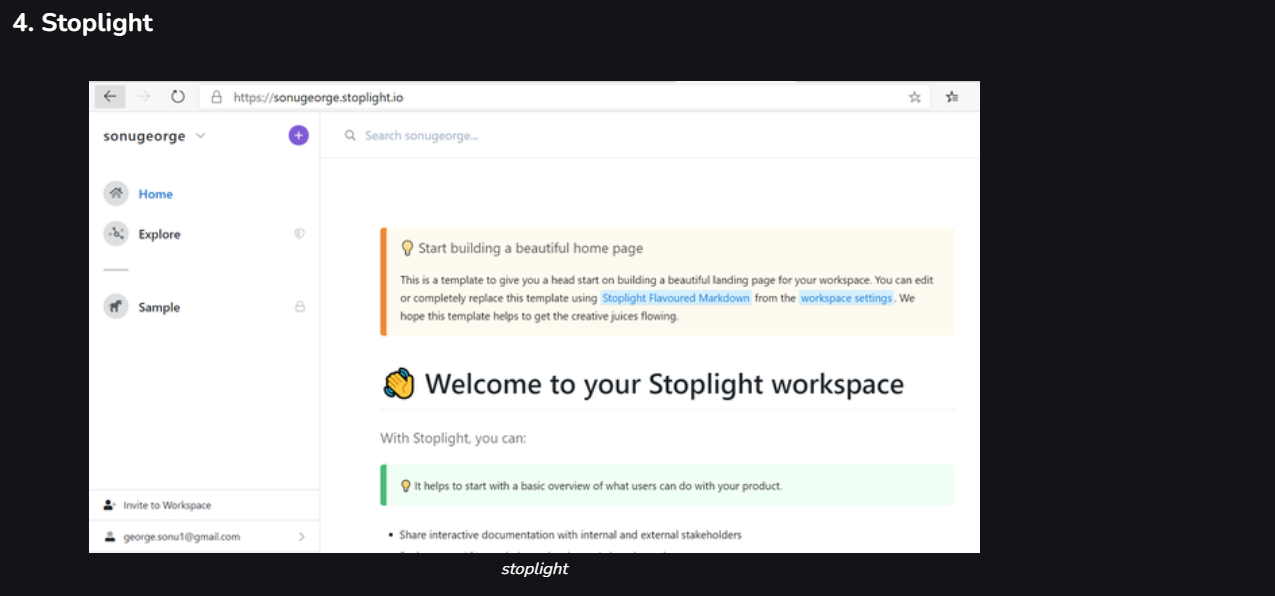 4. Stoplight
https://sonugeorge.stoplight.io
sonugeorge
Search sonugeorge...
Home
Explore
Sample
Invite to Workspace
george.sonu1@gmail.com
Start building a beautiful home page
This is a template to give you a head start on building a beautiful landing page for your workspace. You can edit
or completely replace this template using Stoplight Flavoured Markdown from the workspace settings. We
hope this template helps to get the creative juices flowing.
Welcome to your Stoplight workspace
With Stoplight, you can:
It helps to start with a basic overview of what users can do with your product.
• Share interactive documentation with internal and external stakeholders
stoplight